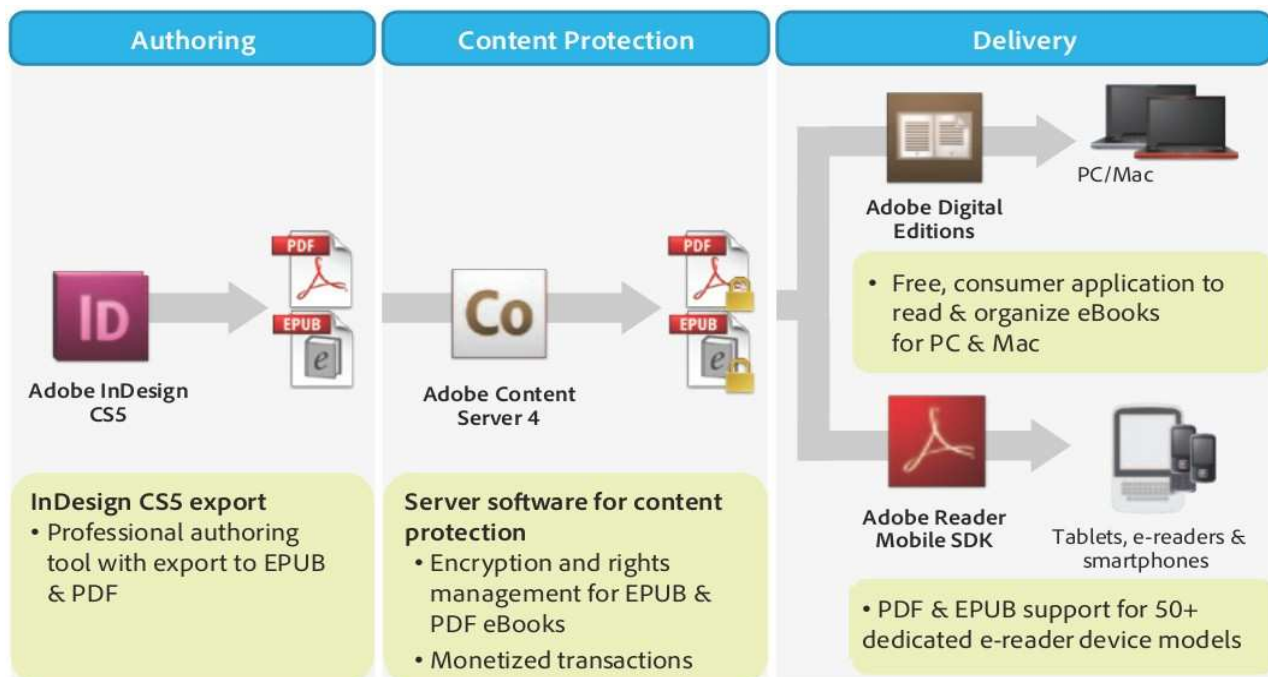 Authoring
Content Protection
Delivery
PDF
EPUB
e
ID
Adobe InDesign
CS5
InDesign CS5 export
• Professional authoring
tool with export to EPUB
& PDF
PDF
EPUB
e
Co
Adobe Content
Server 4
Server software for content
protection
• Encryption and rights
management for EPUB &
PDF eBooks
• Monetized transactions
PC/Mac
Adobe Digital
Editions
• Free, consumer application to
read & organize eBooks
for PC & Mac
Adobe Reader
Mobile SDK
Tablets, e-readers &
smartphones
• PDF & EPUB support for 50+
dedicated e-reader device models